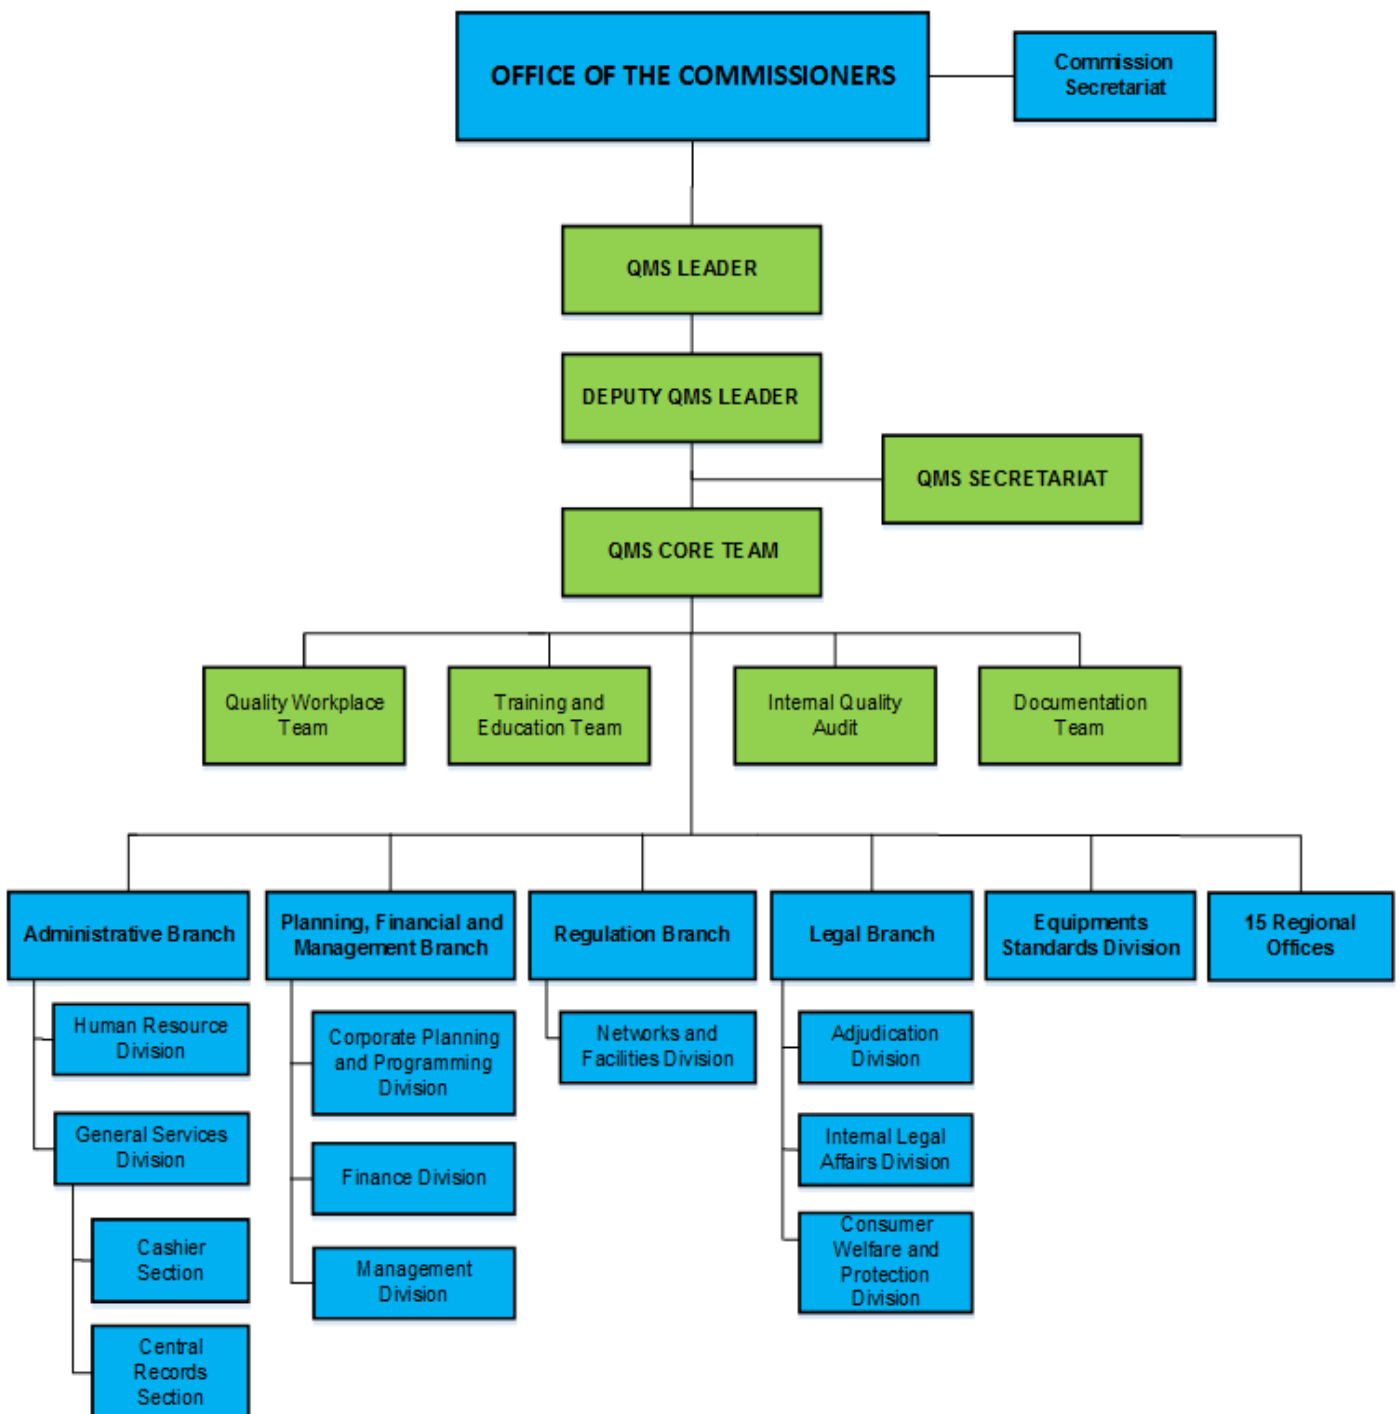 OFFICE OF THE COMMISSIONERS
Commission
Secretariat
QMS LEADER
DEPUTY QMS LEADER
QMS SECRETARIAT
QMS CORE TEAM
Quality Workplace
Team
Training and
Education Team
Internal Quality
Audit
Documentation
Team
Administrative Branch
Planning, Financial and
Management Branch
Regulation Branch
Legal Branch
Equipments
Standards Division
15 Regional
Offices
Human Resource
Division
General Services
Division
Cashier
Section
Central
Records
Section
Corporate Planning
and Programming
Division
Finance Division
Management
Division
Networks and
Facilities Division
Adjudication
Division
Internal Legal
Affairs Division
Consumer
Welfare and
Protection
Division